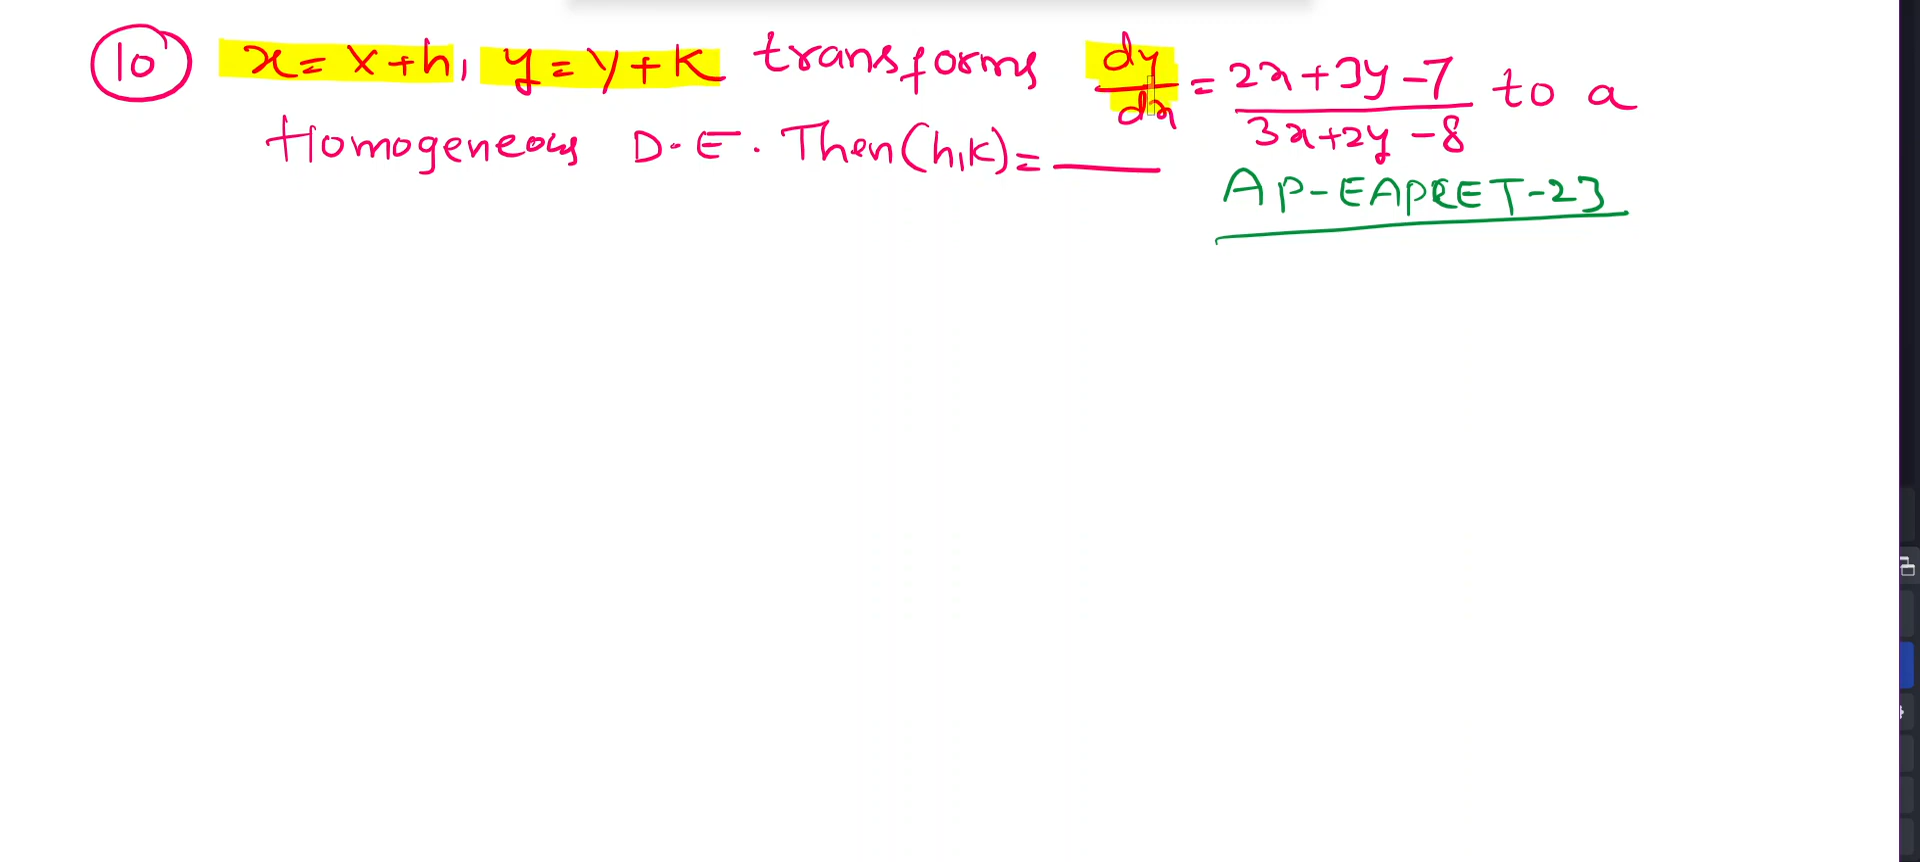 10 x = X + h, y = Y + K transforms dy/dx = 2x+3y-7/3x+2y-8 to a
Homogeneous D.E. Then (h,K) = ____
AP-EAPCET-23